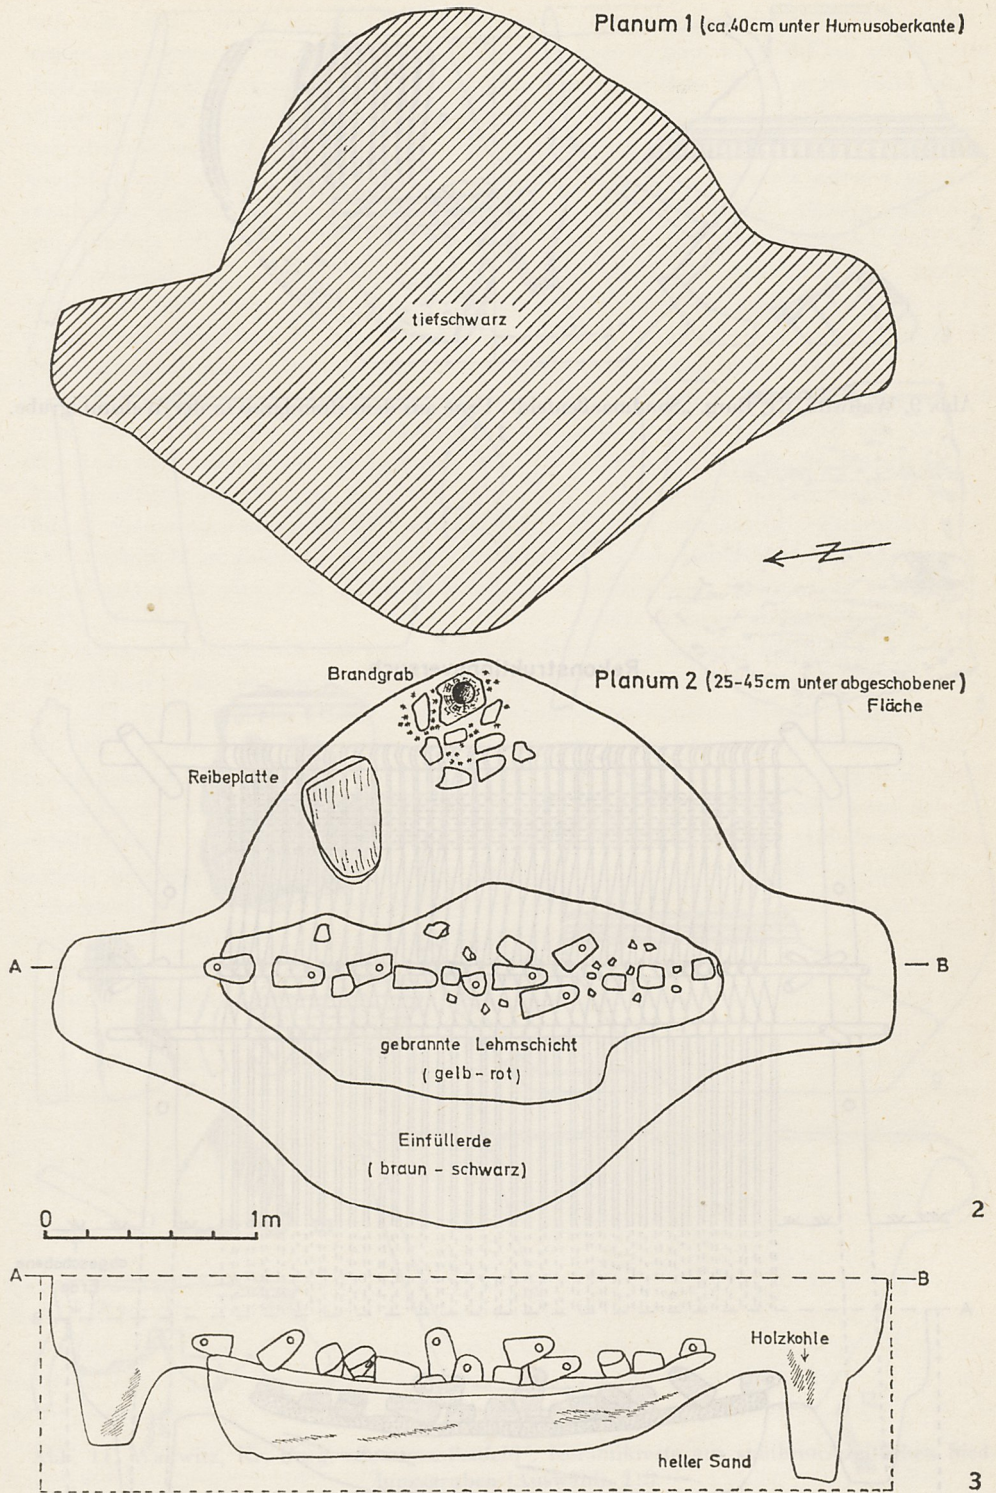 Planum 1 (ca.40cm unter Humusoberkante)
tiefschwarz
Z
Brandgrab
Planum 2 (25-45cm unter abgeschobener)
Fläche
Reibeplatte
A
B
gebrannte Lehmschicht
(gelb-rot)
Einfüllerde
(braun - schwarz)
2
0 1m
A
B
Holzkohle
heller Sand
3